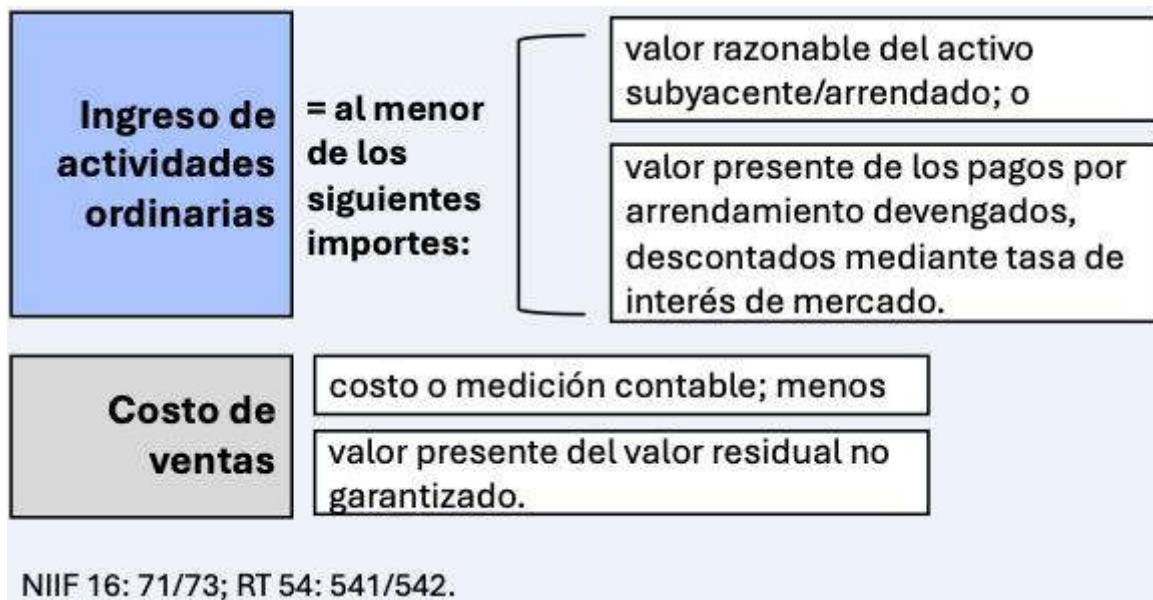 Ingreso de
actividades
ordinarias
= al menor
de los
siguientes
importes:
valor razonable del activo
subyacente/arrendado; o
valor presente de los pagos por
arrendamiento devengados,
descontados mediante tasa de
interés de mercado.
Costo de
ventas
costo o medición contable; menos
valor presente del valor residual no
garantizado.
NIIF 16: 71/73; RT 54: 541/542.